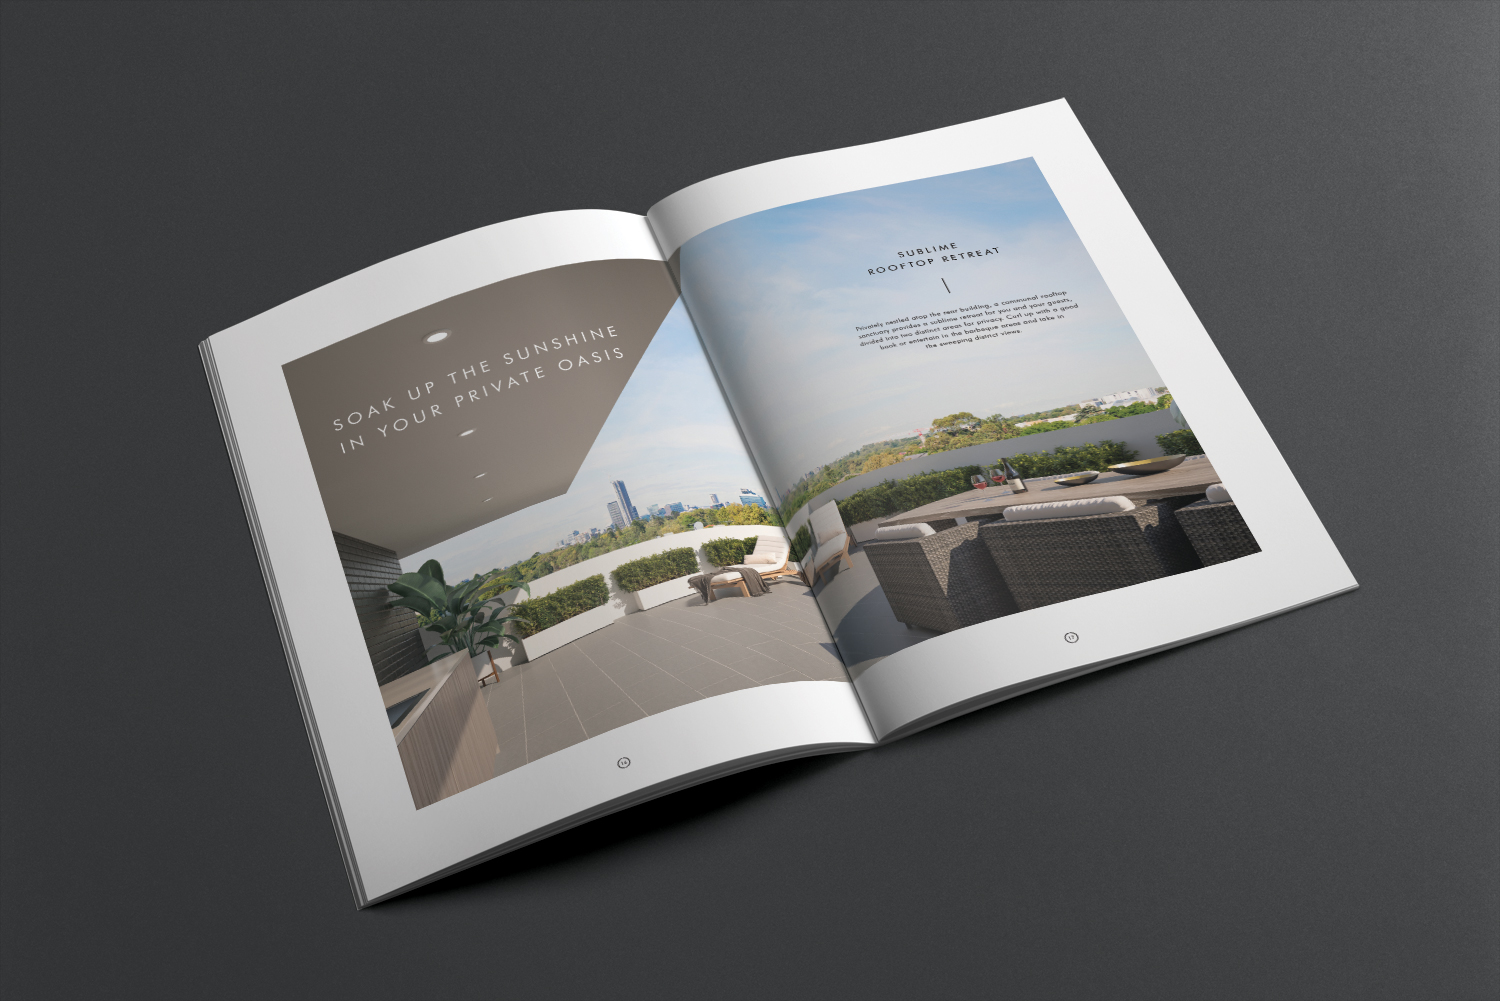 SOAK UP THE SUNSHINE
IN YOUR PRIVATE OASIS
16
SUBLIME
ROOFTOP RETREAT
Privately nestled atop the rear building, a communal rooftop
sanctuary provides a sublime retreat for you and your guests,
divided into two distinct areas for privacy. Curl up with a good
book or entertain in the barbeque areas and take in
the sweeping district views.
17